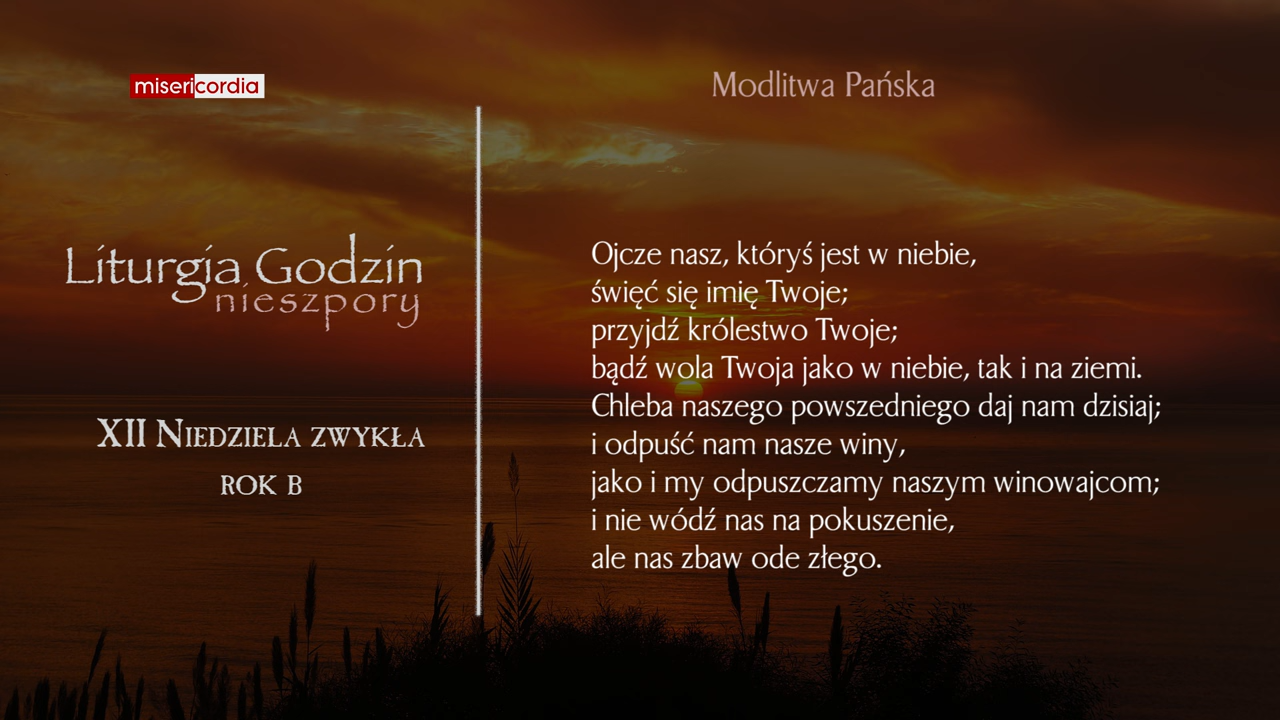 misericordia
Liturgia Godzin
nieszpory
XII Niedziela zwykła
rok B
Modlitwa Pańska
Ojcze nasz, któryś jest w niebie,
święć się imię Twoje;
przyjdź królestwo Twoje;
bądź wola Twoja jako w niebie, tak i na ziemi.
Chleba naszego powszedniego daj nam dzisiaj;
i odpuść nam nasze winy,
jako i my odpuszczamy naszym winowajcom;
i nie wódź nas na pokuszenie,
ale nas zbaw ode złego.